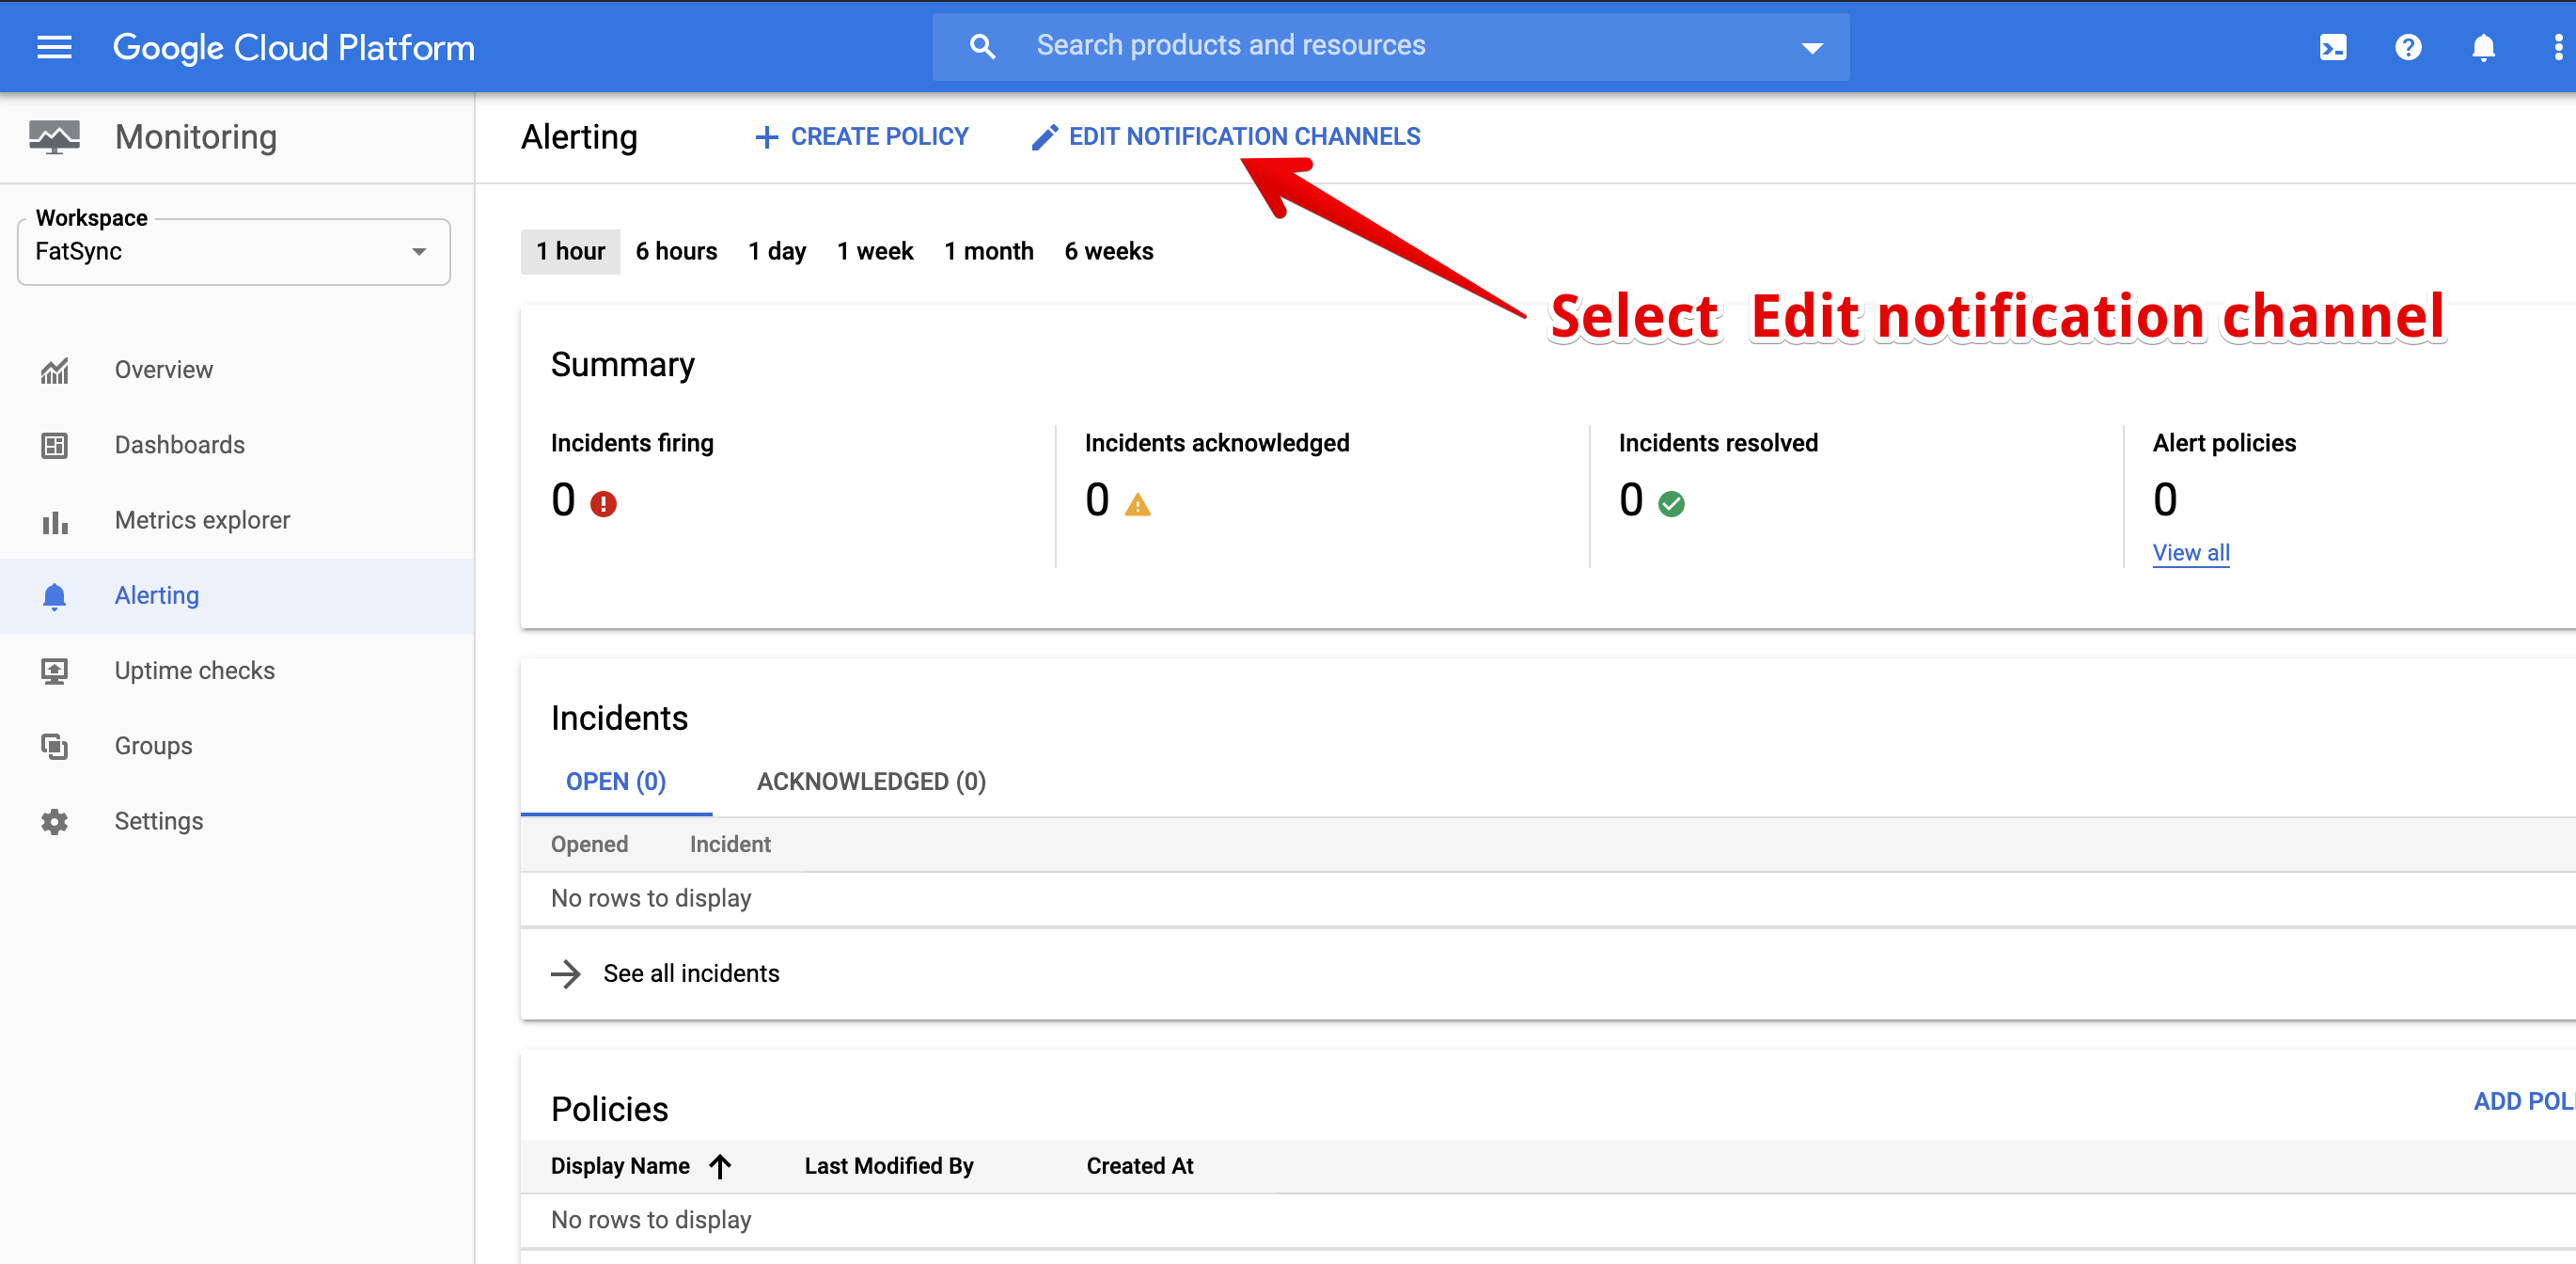 Google Cloud Platform
Search products and resources
Monitoring
Alerting
CREATE POLICY
EDIT NOTIFICATION CHANNELS
Workspace
FatSync
1 hour 6 hours 1 day 1 week 1 month 6 weeks
Select Edit notification channel
Overview
Dashboards
Metrics explorer
Alerting
Uptime checks
Groups
Settings
Summary
Incidents firing
0
Incidents acknowledged
0
Incidents resolved
0
Alert policies
0
View all
Incidents
OPEN (0) ACKNOWLEDGED (0)
Opened Incident
No rows to display
See all incidents
Policies
ADD POLI
Display Name Last Modified By Created At
No rows to display